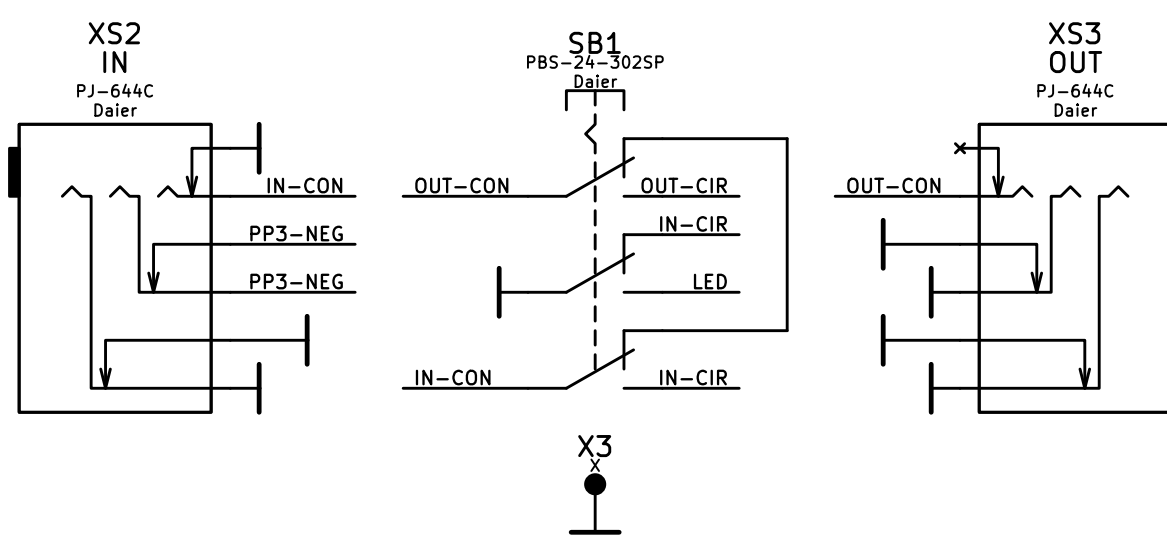 XS2
IN
PJ-644C
Daier
IN-CON
PP3-NEG
PP3-NEG
SB1
PBS-24-302SP
Daier
OUT-CON
OUT-CIR
IN-CIR
LED
IN-CON
IN-CIR
X3
X
XS3
OUT
PJ-644C
Daier
OUT-CON